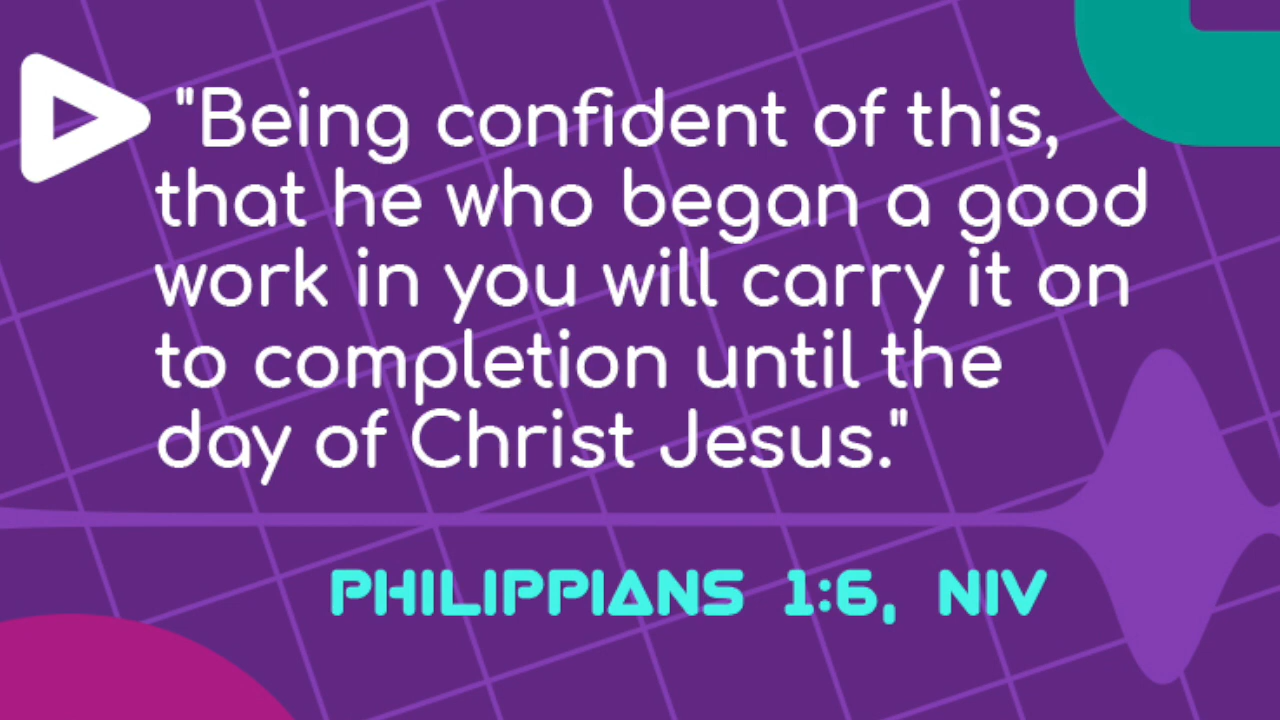 "Being confident of this,
that he who began a good
work in you will carry it on
to completion until the
day of Christ Jesus."
PHILIPPIANS 1:6, NIV